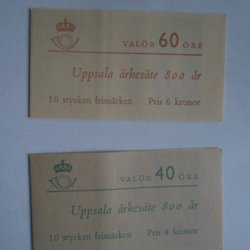 VALÖR 60 ÖRE
Uppsala ärkesäte 800 år
10 stycken frimärken Pris 6 kronor
VALÖR 40 ÖRE
Uppsala ärkesäte 800 år
10 stycken frimärken Pris 4 kronor